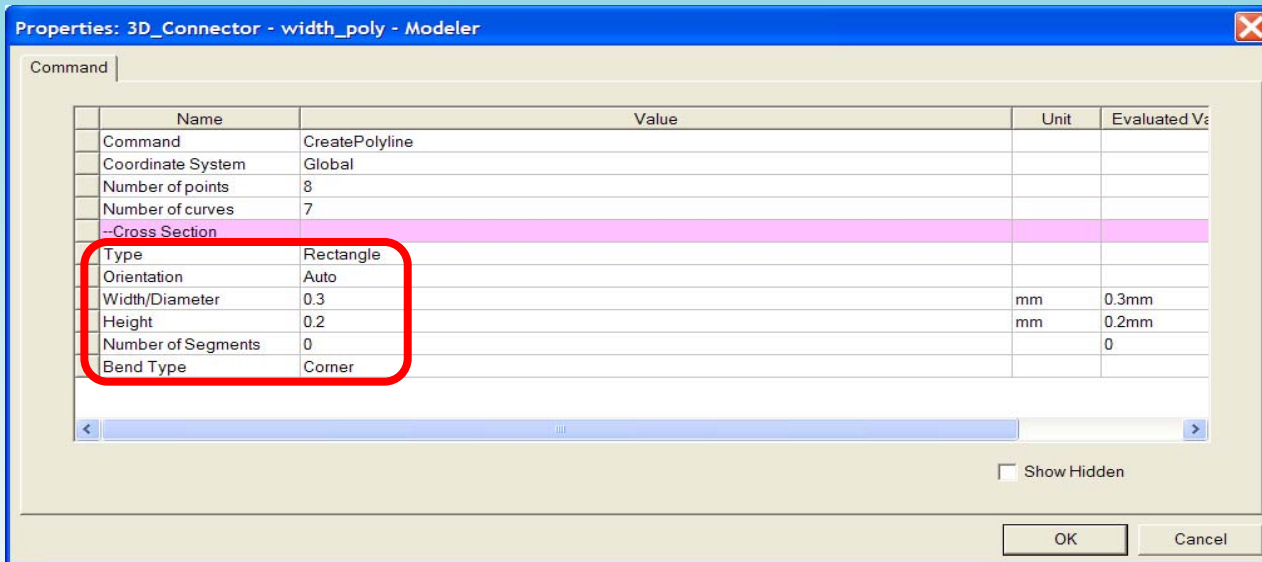 Properties: 3D_Connector - width_poly - Modeler
Command
Name Value Unit Evaluated Va
Command CreatePolyline
Coordinate System Global
Number of points 8
Number of curves 7
--Cross Section
Type Rectangle
Orientation Auto
Width/Diameter 0.3 mm 0.3mm
Height 0.2 mm 0.2mm
Number of Segments 0 0
Bend Type Corner
Show Hidden
OK Cancel